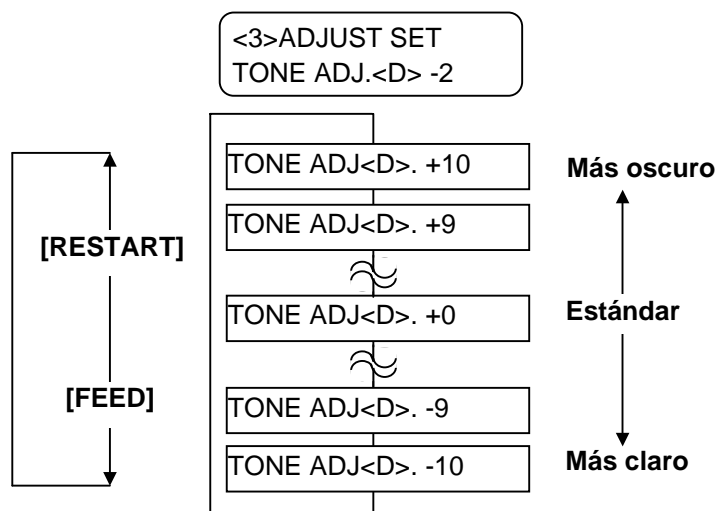 <3>ADJUST SET
TONE ADJ.<D> -2
TONE ADJ<D>. +10
Más oscuro
TONE ADJ<D>. +9
[RESTART]
TONE ADJ<D>. +0
Estándar
[FEED]
TONE ADJ<D>. -9
TONE ADJ<D>. -10
Más claro